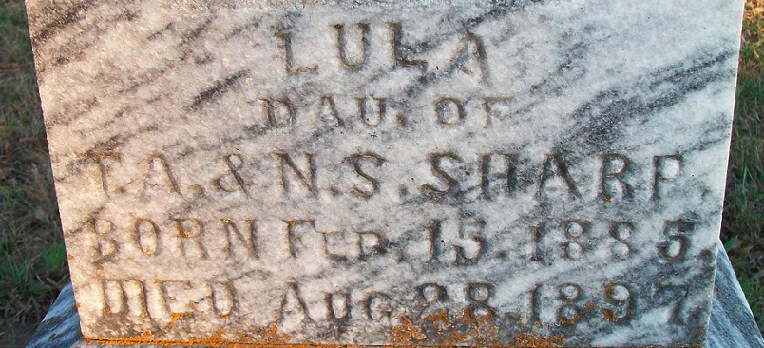 LULA
DAU. OF
T.A. & N.S. SHARP.
BORN FEB. 15. 1885.
DIED AUG. 28. 1897.